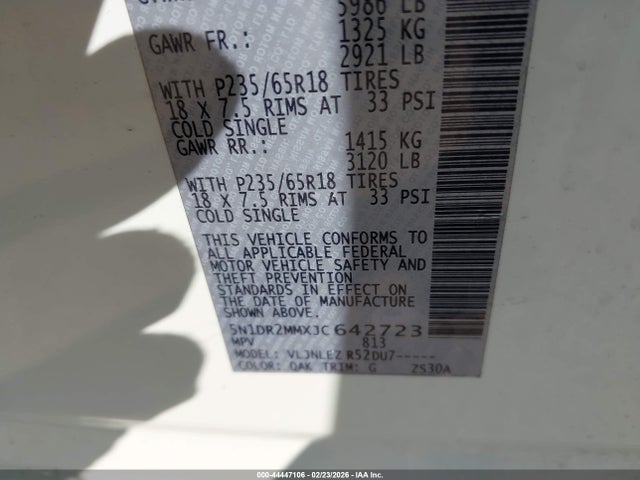 5986 LB
GAWR FR.: 1325 KG
2921 LB
WITH P235/65R18 TIRES
18 X 7.5 RIMS AT 33 PSI
COLD SINGLE
GAWR RR.: 1415 KG
3120 LB
WITH P235/65R18 TIRES
18 X 7.5 RIMS AT 33 PSI
COLD SINGLE
THIS VEHICLE CONFORMS TO
ALL APPLICABLE FEDERAL
MOTOR VEHICLE SAFETY AND
THEFT PREVENTION
STANDARDS IN EFFECT ON
THE DATE OF MANUFACTURE
SHOWN ABOVE.
5N1DR2MMXJC642723
MPV 813
MODEL: VLJNLEZ R52DU7-----
COLOR: QAK TRIM: G ZS30A
000-44447106 - 02/23/2026 - IAA Inc.